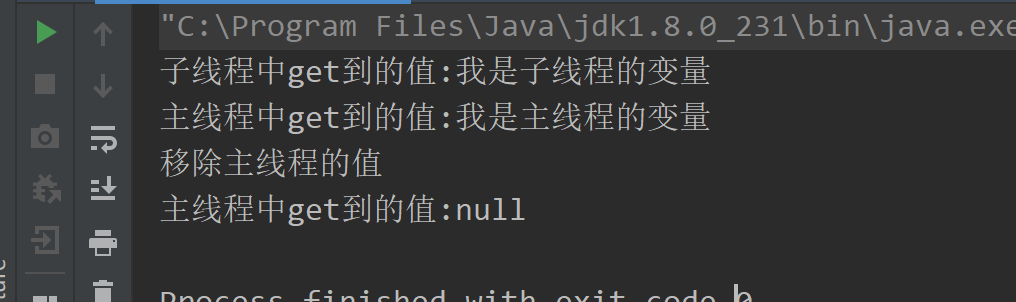 "C:\Program Files\Java\jdk1.8.0_231\bin\java.exe
子线程中get到的值:我是子线程的变量
主线程中get到的值:我是主线程的变量
移除主线程的值
主线程中get到的值:null
Process finished with exit code 0